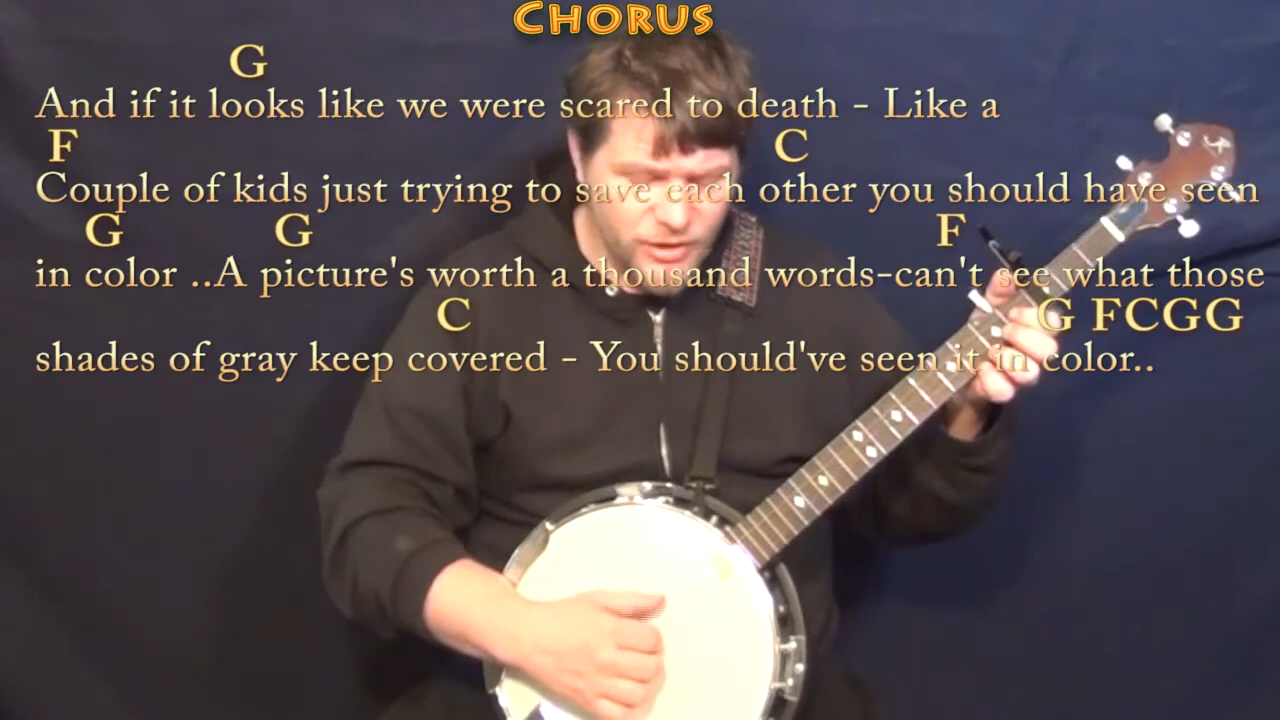 CHORUS
G
And if it looks like we were scared to death - Like a
F C
Couple of kids just trying to save each other you should have seen
G G F
in color ..A picture's worth a thousand words-can't see what those
C G FCGG
shades of gray keep covered - You should've seen it in color..